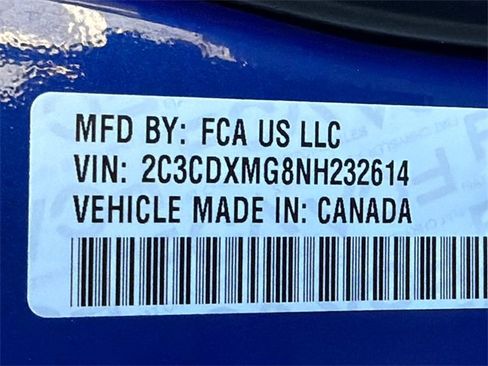 MFD BY: FCA US LLC
VIN: 2C3CDXMG8NH232614
VEHICLE MADE IN: CANADA